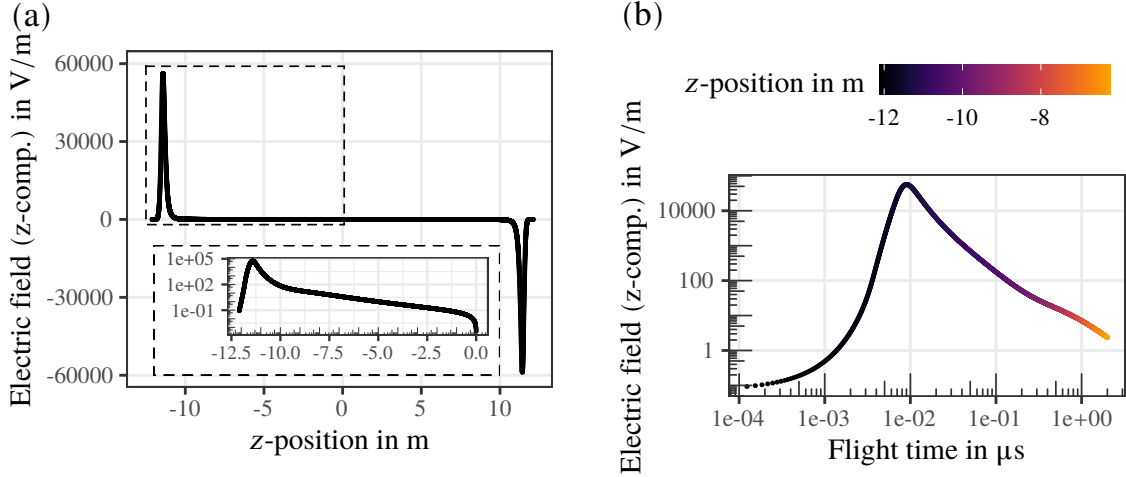 (a)
Electric field (z-comp.) in V/m
60000
30000
0
-30000
-60000
-10
-5
0
5
10
z-position in m
1e+05
1e+02
1e-01
-12.5
-10.0
-7.5
-5.0
-2.5
0.0
(b)
z-position in m
-12
-10
-8
Electric field (z-comp.) in V/m
10000
100
1
1e-04
1e-03
1e-02
1e-01
1e+00
Flight time in μs